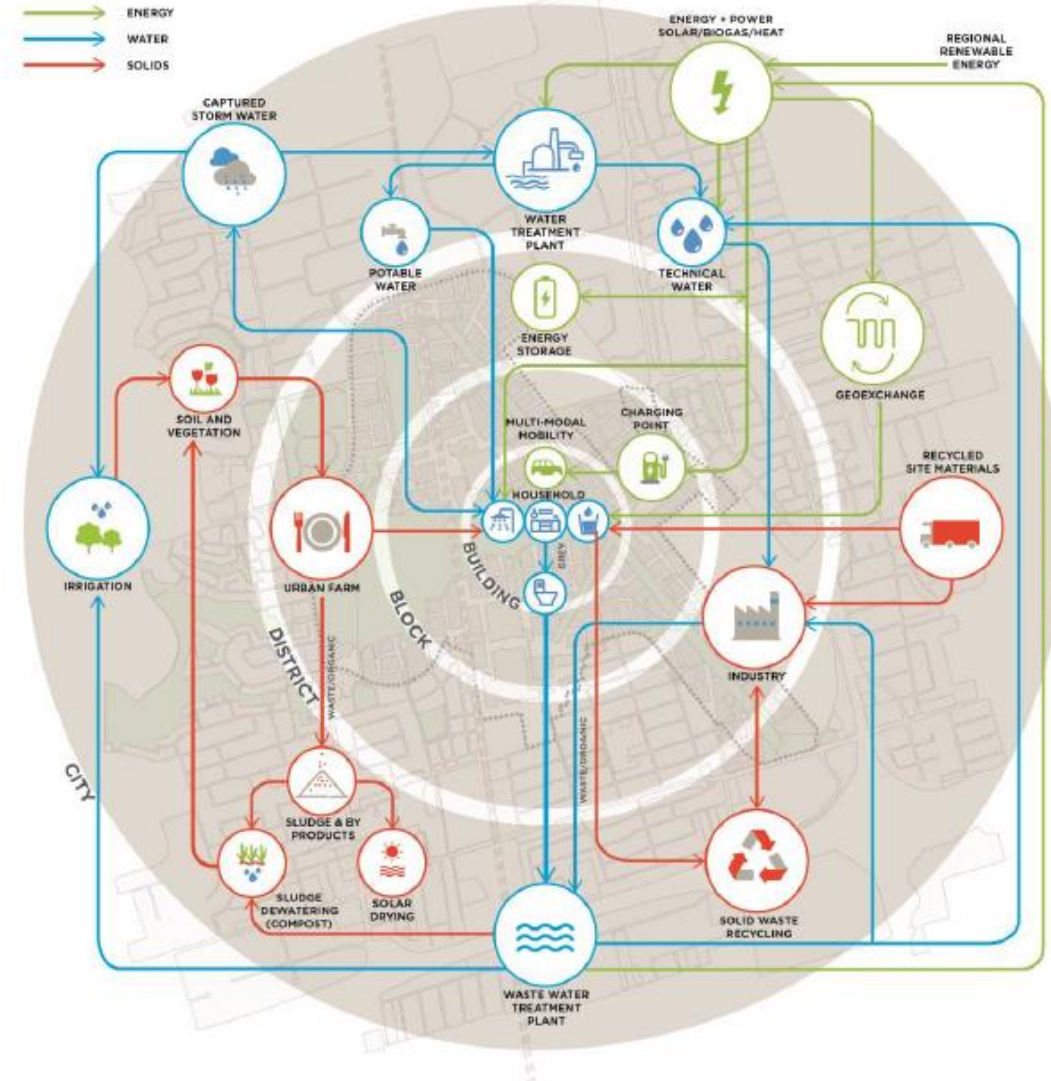 ENERGY
WATER
SOLIDS
ENERGY + POWER
SOLAR/BIOGAS/HEAT
REGIONAL
RENEWABLE
ENERGY
CAPTURED
STORM WATER
WATER
TREATMENT
PLANT
POTABLE
WATER
TECHNICAL
WATER
ENERGY
STORAGE
GEOEXCHANGE
SOIL AND
VEGETATION
MULTI-MODAL
MOBILITY
CHARGING
POINT
RECYCLED
SITE MATERIALS
HOUSEHOLD
GREY
IRRIGATION
URBAN FARM
BUILDING
BLOCK
DISTRICT
CITY
INDUSTRY
WASTE/ORGANIC
WASTE/ORGANIC
SLUDGE & BY
PRODUCTS
SLUDGE
DEWATERING
(COMPOST)
SOLAR
DRYING
SOLID WASTE
RECYCLING
WASTE WATER
TREATMENT
PLANT